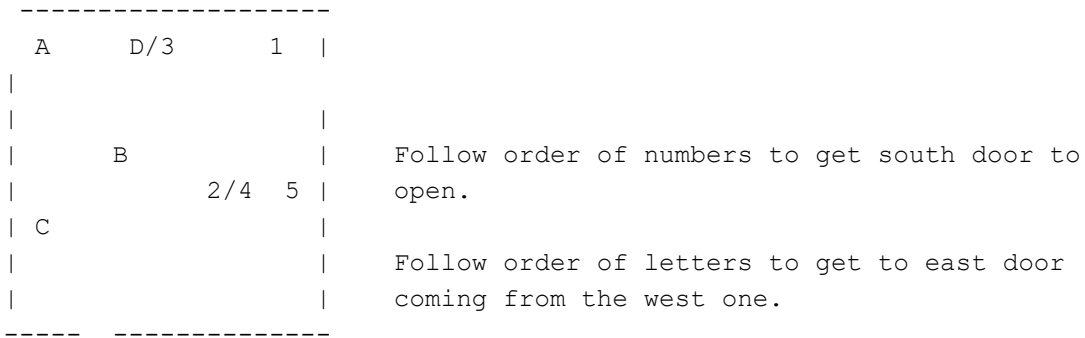 --------------------
A     D/3      1  |
|
|                   |
|      B            |    Follow order of numbers to get south door to
|            2/4  5 |    open.
| C                 |
|                   |    Follow order of letters to get to east door
|                   |    coming from the west one.
-----  --------------